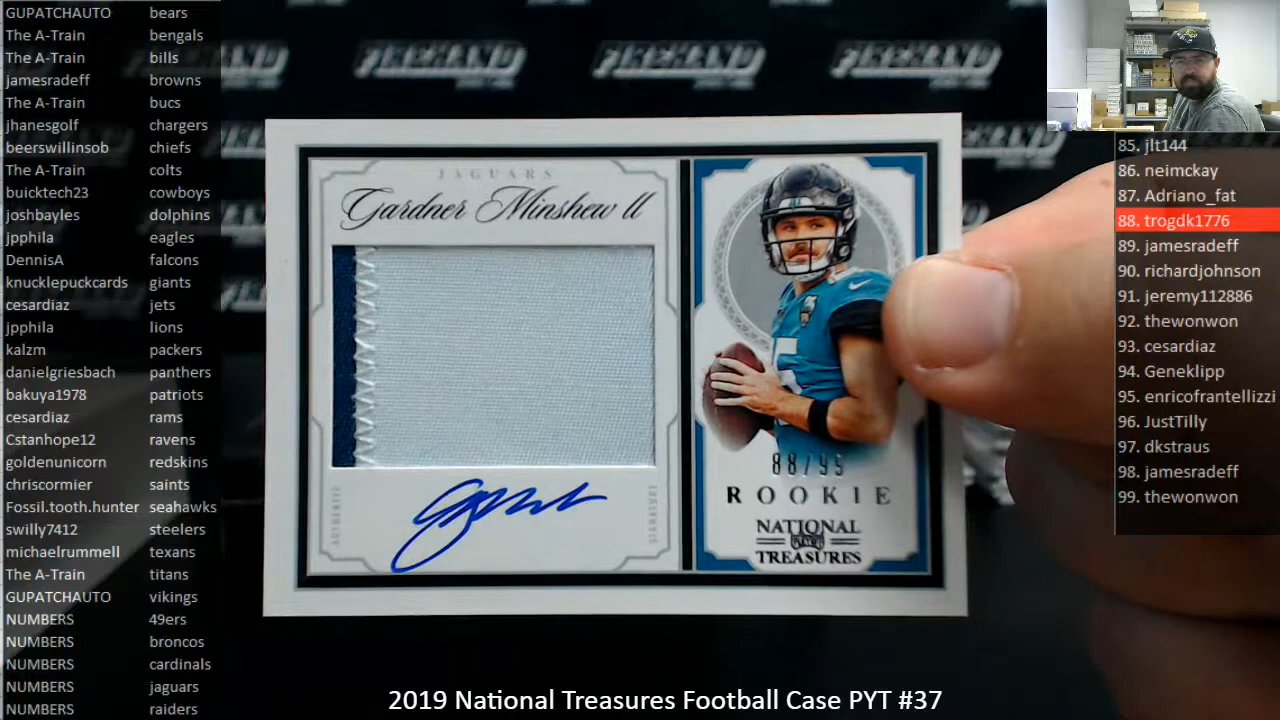 GUPATCHAUTO bears
The A-Train bengals
The A-Train bills
jamesradeff browns
The A-Train bucs
jhanesgolf chargers
beerswillinsob chiefs
The A-Train colts
buicktech23 cowboys
joshbayles dolphins
jpphila eagles
DennisA falcons
knucklepuckcards giants
cesardiaz jets
jpphila lions
kalzm packers
danielgriesbach panthers
bakuya1978 patriots
cesardiaz rams
Cstanhope12 ravens
goldenunicorn redskins
chriscormier saints
Fossil.tooth.hunter seahawks
swilly7412 steelers
michaelrummell texans
The A-Train titans
GUPATCHAUTO vikings
NUMBERS 49ers
NUMBERS broncos
NUMBERS cardinals
NUMBERS jaguars
NUMBERS raiders
JAGUARS
Gardner Minshew II
AUTHENTIC
SIGNATURE
88/95
ROOKIE
NATIONAL
TREASURES
85. jlt144
86. neimckay
87. Adriano_fat
88. trogdk1776
89. jamesradeff
90. richardjohnson
91. jeremy112886
92. thewonwon
93. cesardiaz
94. Geneklipp
95. enricofrantellizzi
96. JustTilly
97. dkstraus
98. jamesradeff
99. thewonwon
2019 National Treasures Football Case PYT #37